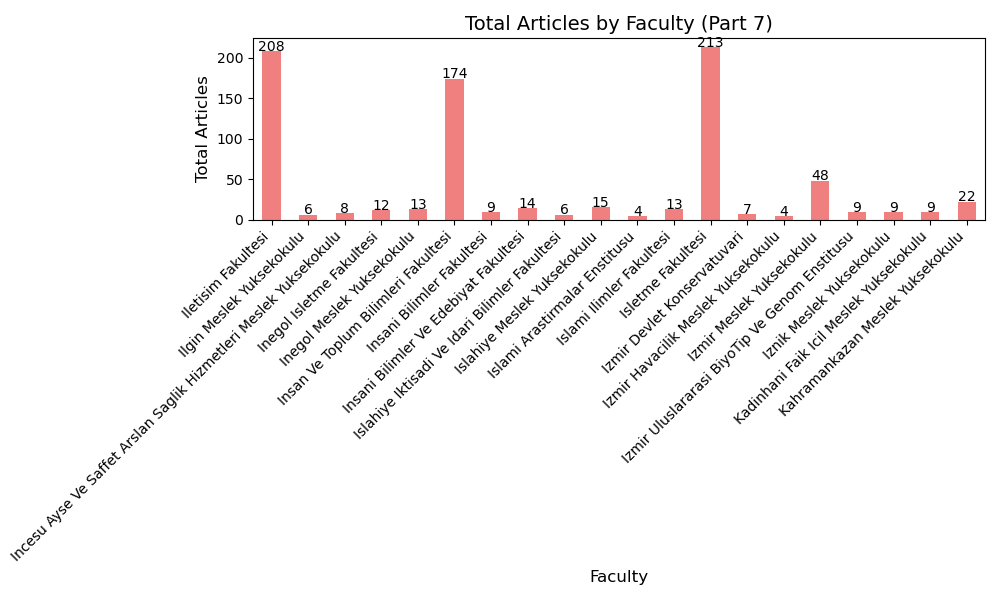 Total Articles by Faculty (Part 7)
Total Articles
200
150
100
50
0
208
6
8
12
13
174
9
14
6
15
4
13
213
7
4
48
9
9
9
22
Iletisim Fakultesi
Ilgin Meslek Yuksekokulu
Incesu Ayse Ve Saffet Arslan Saglik Hizmetleri Meslek Yuksekokulu
Inegol Isletme Fakultesi
Inegol Meslek Yuksekokulu
Insan Ve Toplum Bilimleri Fakultesi
Insani Bilimler Fakultesi
Insani Bilimler Ve Edebiyat Fakultesi
Islahiye Iktisadi Ve Idari Bilimler Fakultesi
Islahiye Meslek Yuksekokulu
Islami Arastirmalar Enstitusu
Islami Ilimler Fakultesi
Isletme Fakultesi
Izmir Devlet Konservatuvari
Izmir Havacilik Meslek Yuksekokulu
Izmir Meslek Yuksekokulu
Izmir Uluslararasi BiyoTip Ve Genom Enstitusu
Iznik Meslek Yuksekokulu
Kadinhani Faik Icil Meslek Yuksekokulu
Kahramankazan Meslek Yuksekokulu
Faculty